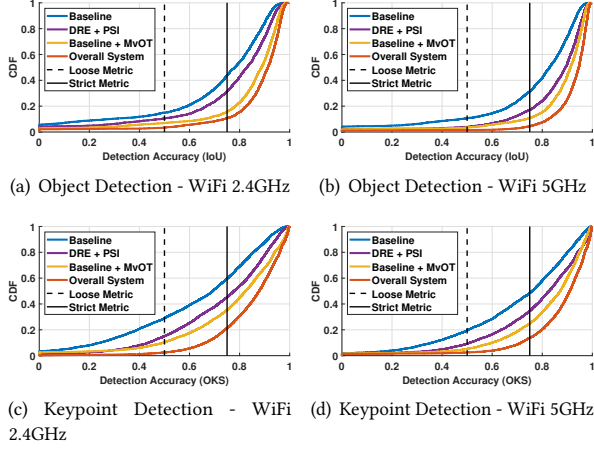 CDF
1
0.8
0.6
0.4
0.2
0
Baseline
DRE + PSI
Baseline + MvOT
Overall System
Loose Metric
Strict Metric
0 0.2 0.4 0.6 0.8 1
Detection Accuracy (IoU)
(a) Object Detection - WiFi 2.4GHz
CDF
1
0.8
0.6
0.4
0.2
0
Baseline
DRE + PSI
Baseline + MvOT
Overall System
Loose Metric
Strict Metric
0 0.2 0.4 0.6 0.8 1
Detection Accuracy (IoU)
(b) Object Detection - WiFi 5GHz
CDF
1
0.8
0.6
0.4
0.2
0
Baseline
DRE + PSI
Baseline + MvOT
Overall System
Loose Metric
Strict Metric
0 0.2 0.4 0.6 0.8 1
Detection Accuracy (OKS)
(c) Keypoint Detection - WiFi
2.4GHz
CDF
1
0.8
0.6
0.4
0.2
0
Baseline
DRE + PSI
Baseline + MvOT
Overall System
Loose Metric
Strict Metric
0 0.2 0.4 0.6 0.8 1
Detection Accuracy (OKS)
(d) Keypoint Detection - WiFi 5GHz